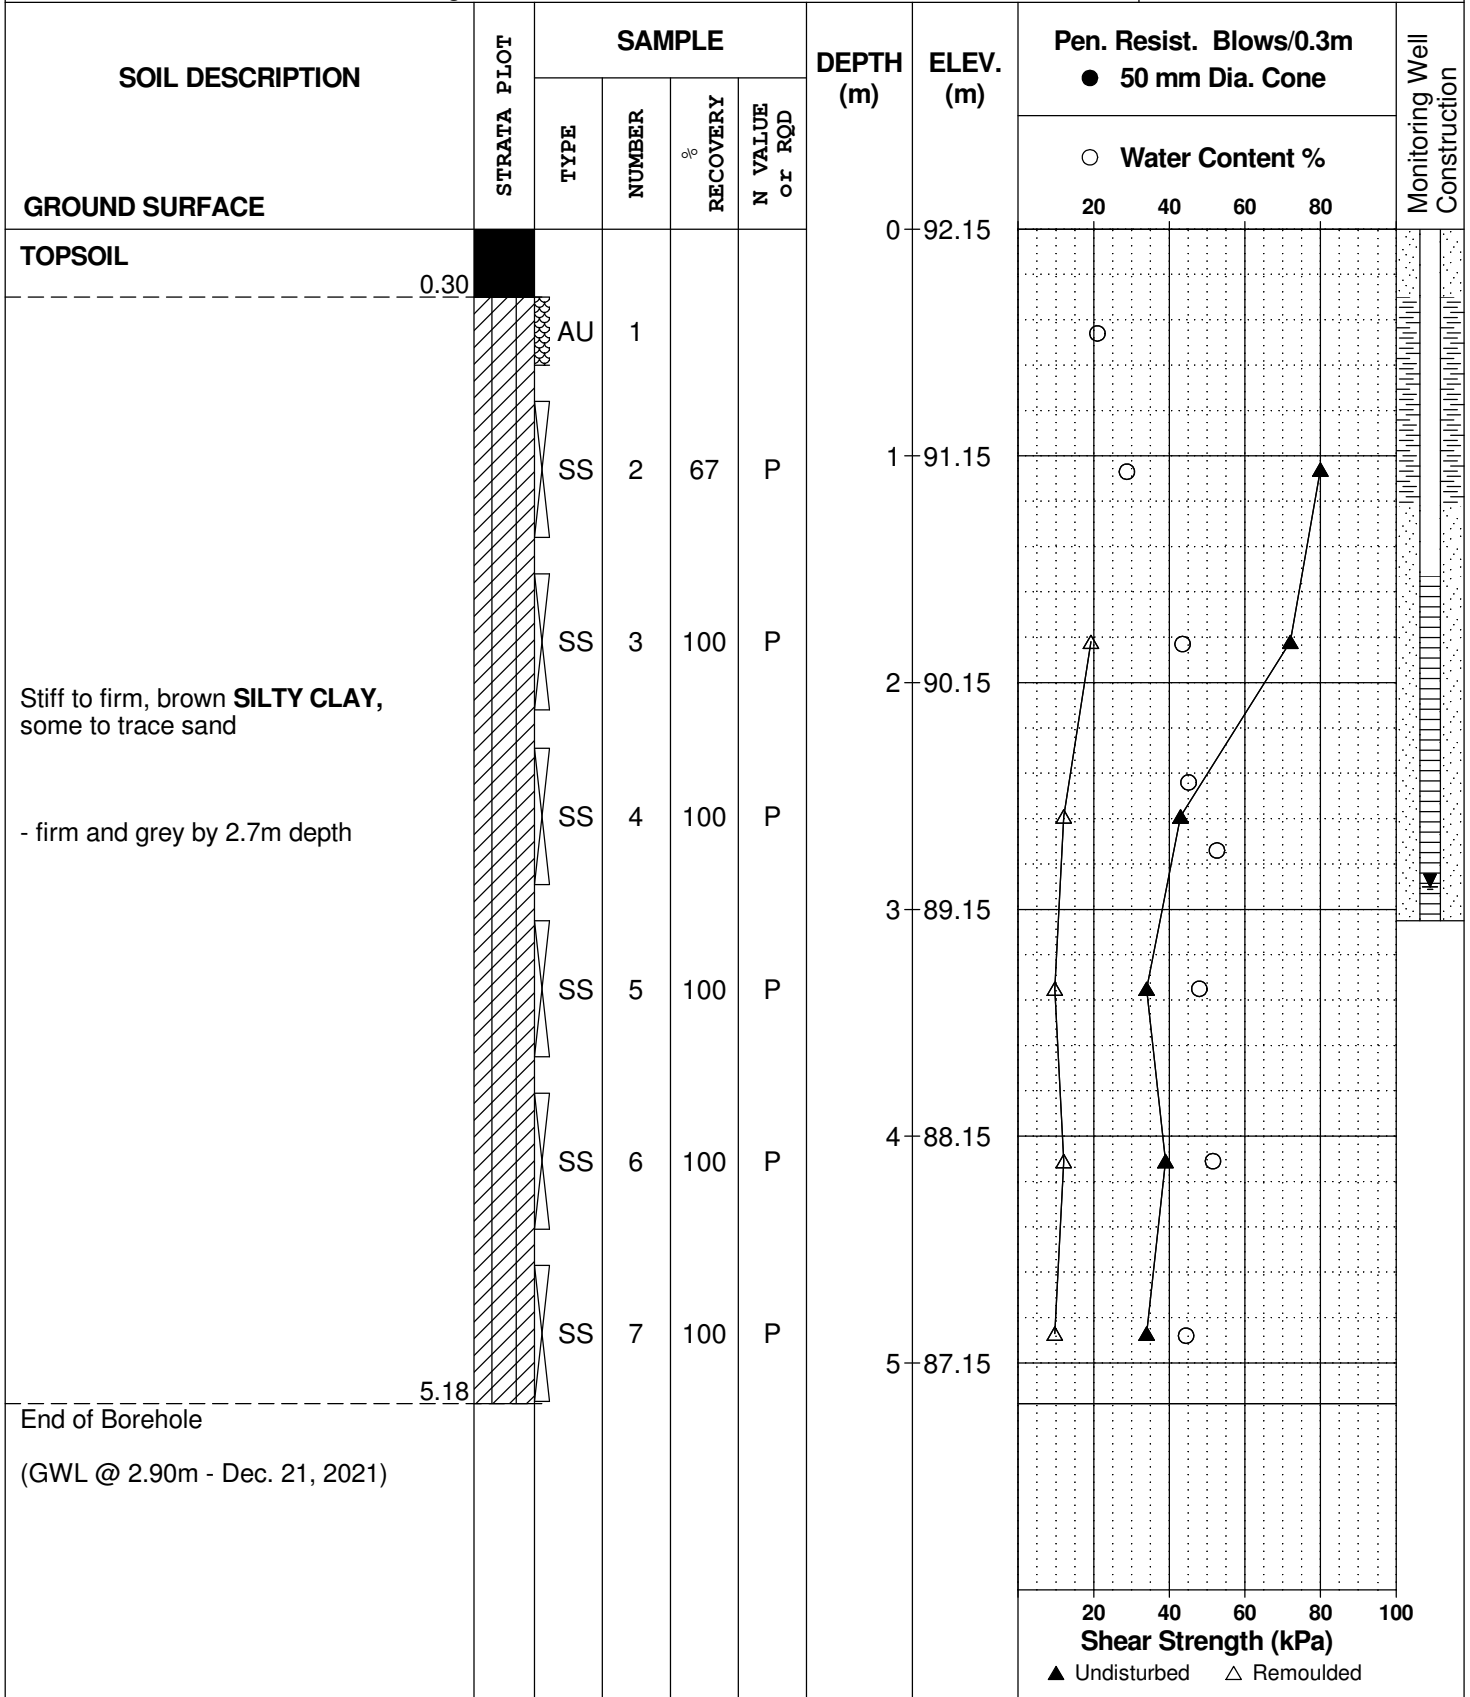 SOIL DESCRIPTION
GROUND SURFACE
STRATA PLOT
SAMPLE
TYPE
NUMBER
% RECOVERY
N VALUE or RQD
DEPTH (m)
ELEV. (m)
Pen. Resist. Blows/0.3m
● 50 mm Dia. Cone
○ Water Content %
20 40 60 80
Monitoring Well Construction
0 92.15
TOPSOIL
0.30
AU 1
1 91.15
SS 2 67 P
SS 3 100 P
2 90.15
Stiff to firm, brown SILTY CLAY,
some to trace sand
SS 4 100 P
- firm and grey by 2.7m depth
3 89.15
SS 5 100 P
4 88.15
SS 6 100 P
SS 7 100 P
5 87.15
5.18
End of Borehole
(GWL @ 2.90m - Dec. 21, 2021)
20 40 60 80 100
Shear Strength (kPa)
▲ Undisturbed △ Remoulded